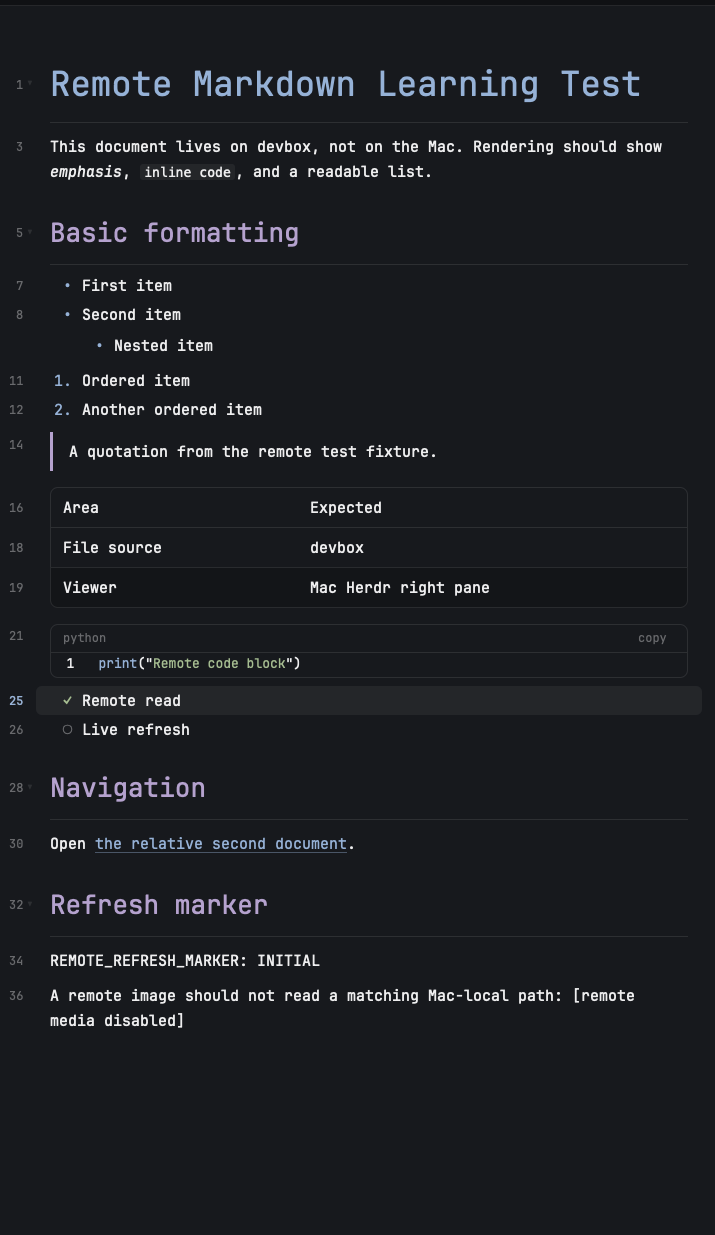 1 Remote Markdown Learning Test
3 This document lives on devbox, not on the Mac. Rendering should show
emphasis, inline code, and a readable list.
5 Basic formatting
7 • First item
8 • Second item
• Nested item
11 1. Ordered item
12 2. Another ordered item
14 A quotation from the remote test fixture.
16 Area Expected
18 File source devbox
19 Viewer Mac Herdr right pane
21 python copy
1 print("Remote code block")
25 ✓ Remote read
26 ○ Live refresh
28 Navigation
30 Open the relative second document.
32 Refresh marker
34 REMOTE_REFRESH_MARKER: INITIAL
36 A remote image should not read a matching Mac-local path: [remote
media disabled]